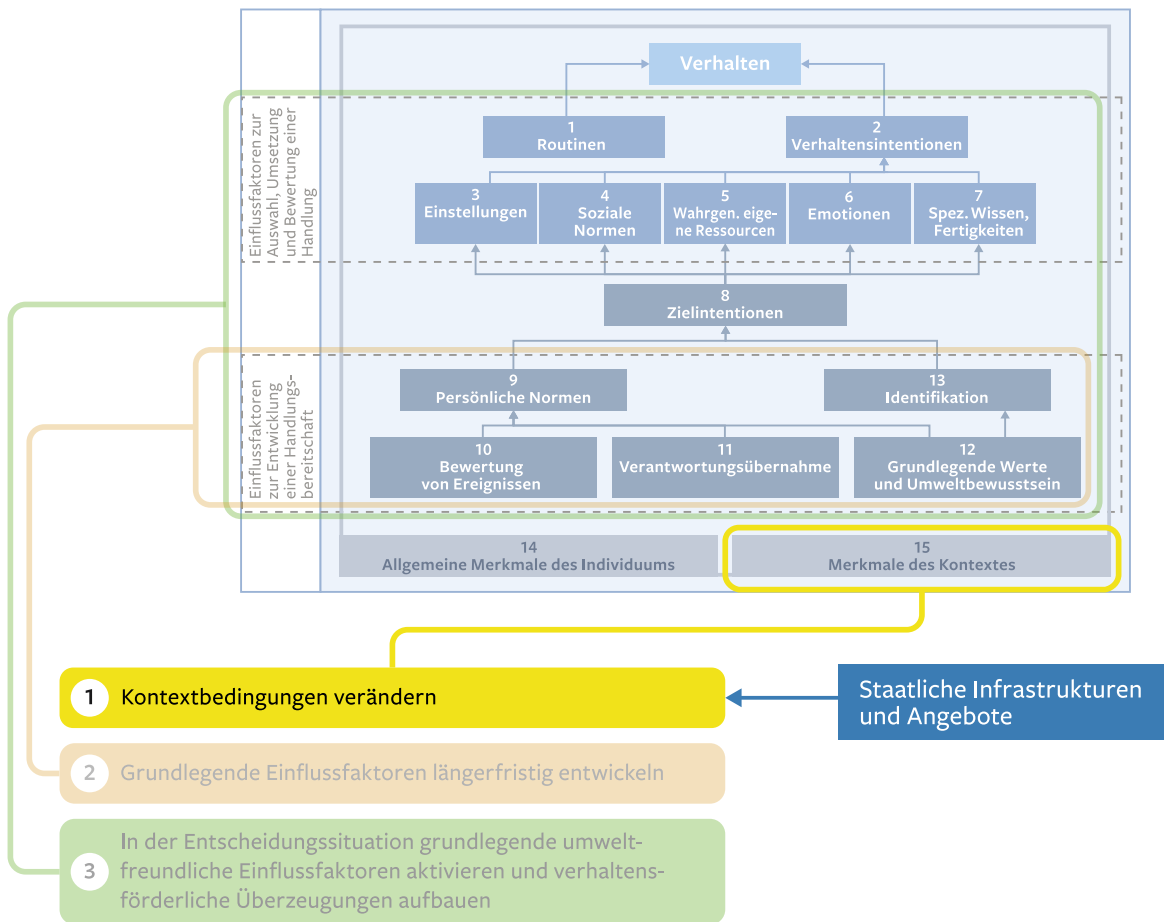 Verhalten
Einflussfaktoren zur
Auswahl, Umsetzung
und Bewertung einer
Handlung
1
Routinen
2
Verhaltensintentionen
3
Einstellungen
4
Soziale
Normen
5
Wahrgen. eige-
ne Ressourcen
6
Emotionen
7
Spez. Wissen,
Fertigkeiten
8
Zielintentionen
Einflussfaktoren
zur Entwicklung
einer Handlungs-
bereitschaft
9
Persönliche Normen
13
Identifikation
10
Bewertung
von Ereignissen
11
Verantwortungsübernahme
12
Grundlegende Werte
und Umweltbewusstsein
14
Allgemeine Merkmale des Individuums
15
Merkmale des Kontextes
1 Kontextbedingungen verändern
Staatliche Infrastrukturen
und Angebote
2 Grundlegende Einflussfaktoren längerfristig entwickeln
3 In der Entscheidungssituation grundlegende umwelt-
freundliche Einflussfaktoren aktivieren und verhaltens-
förderliche Überzeugungen aufbauen